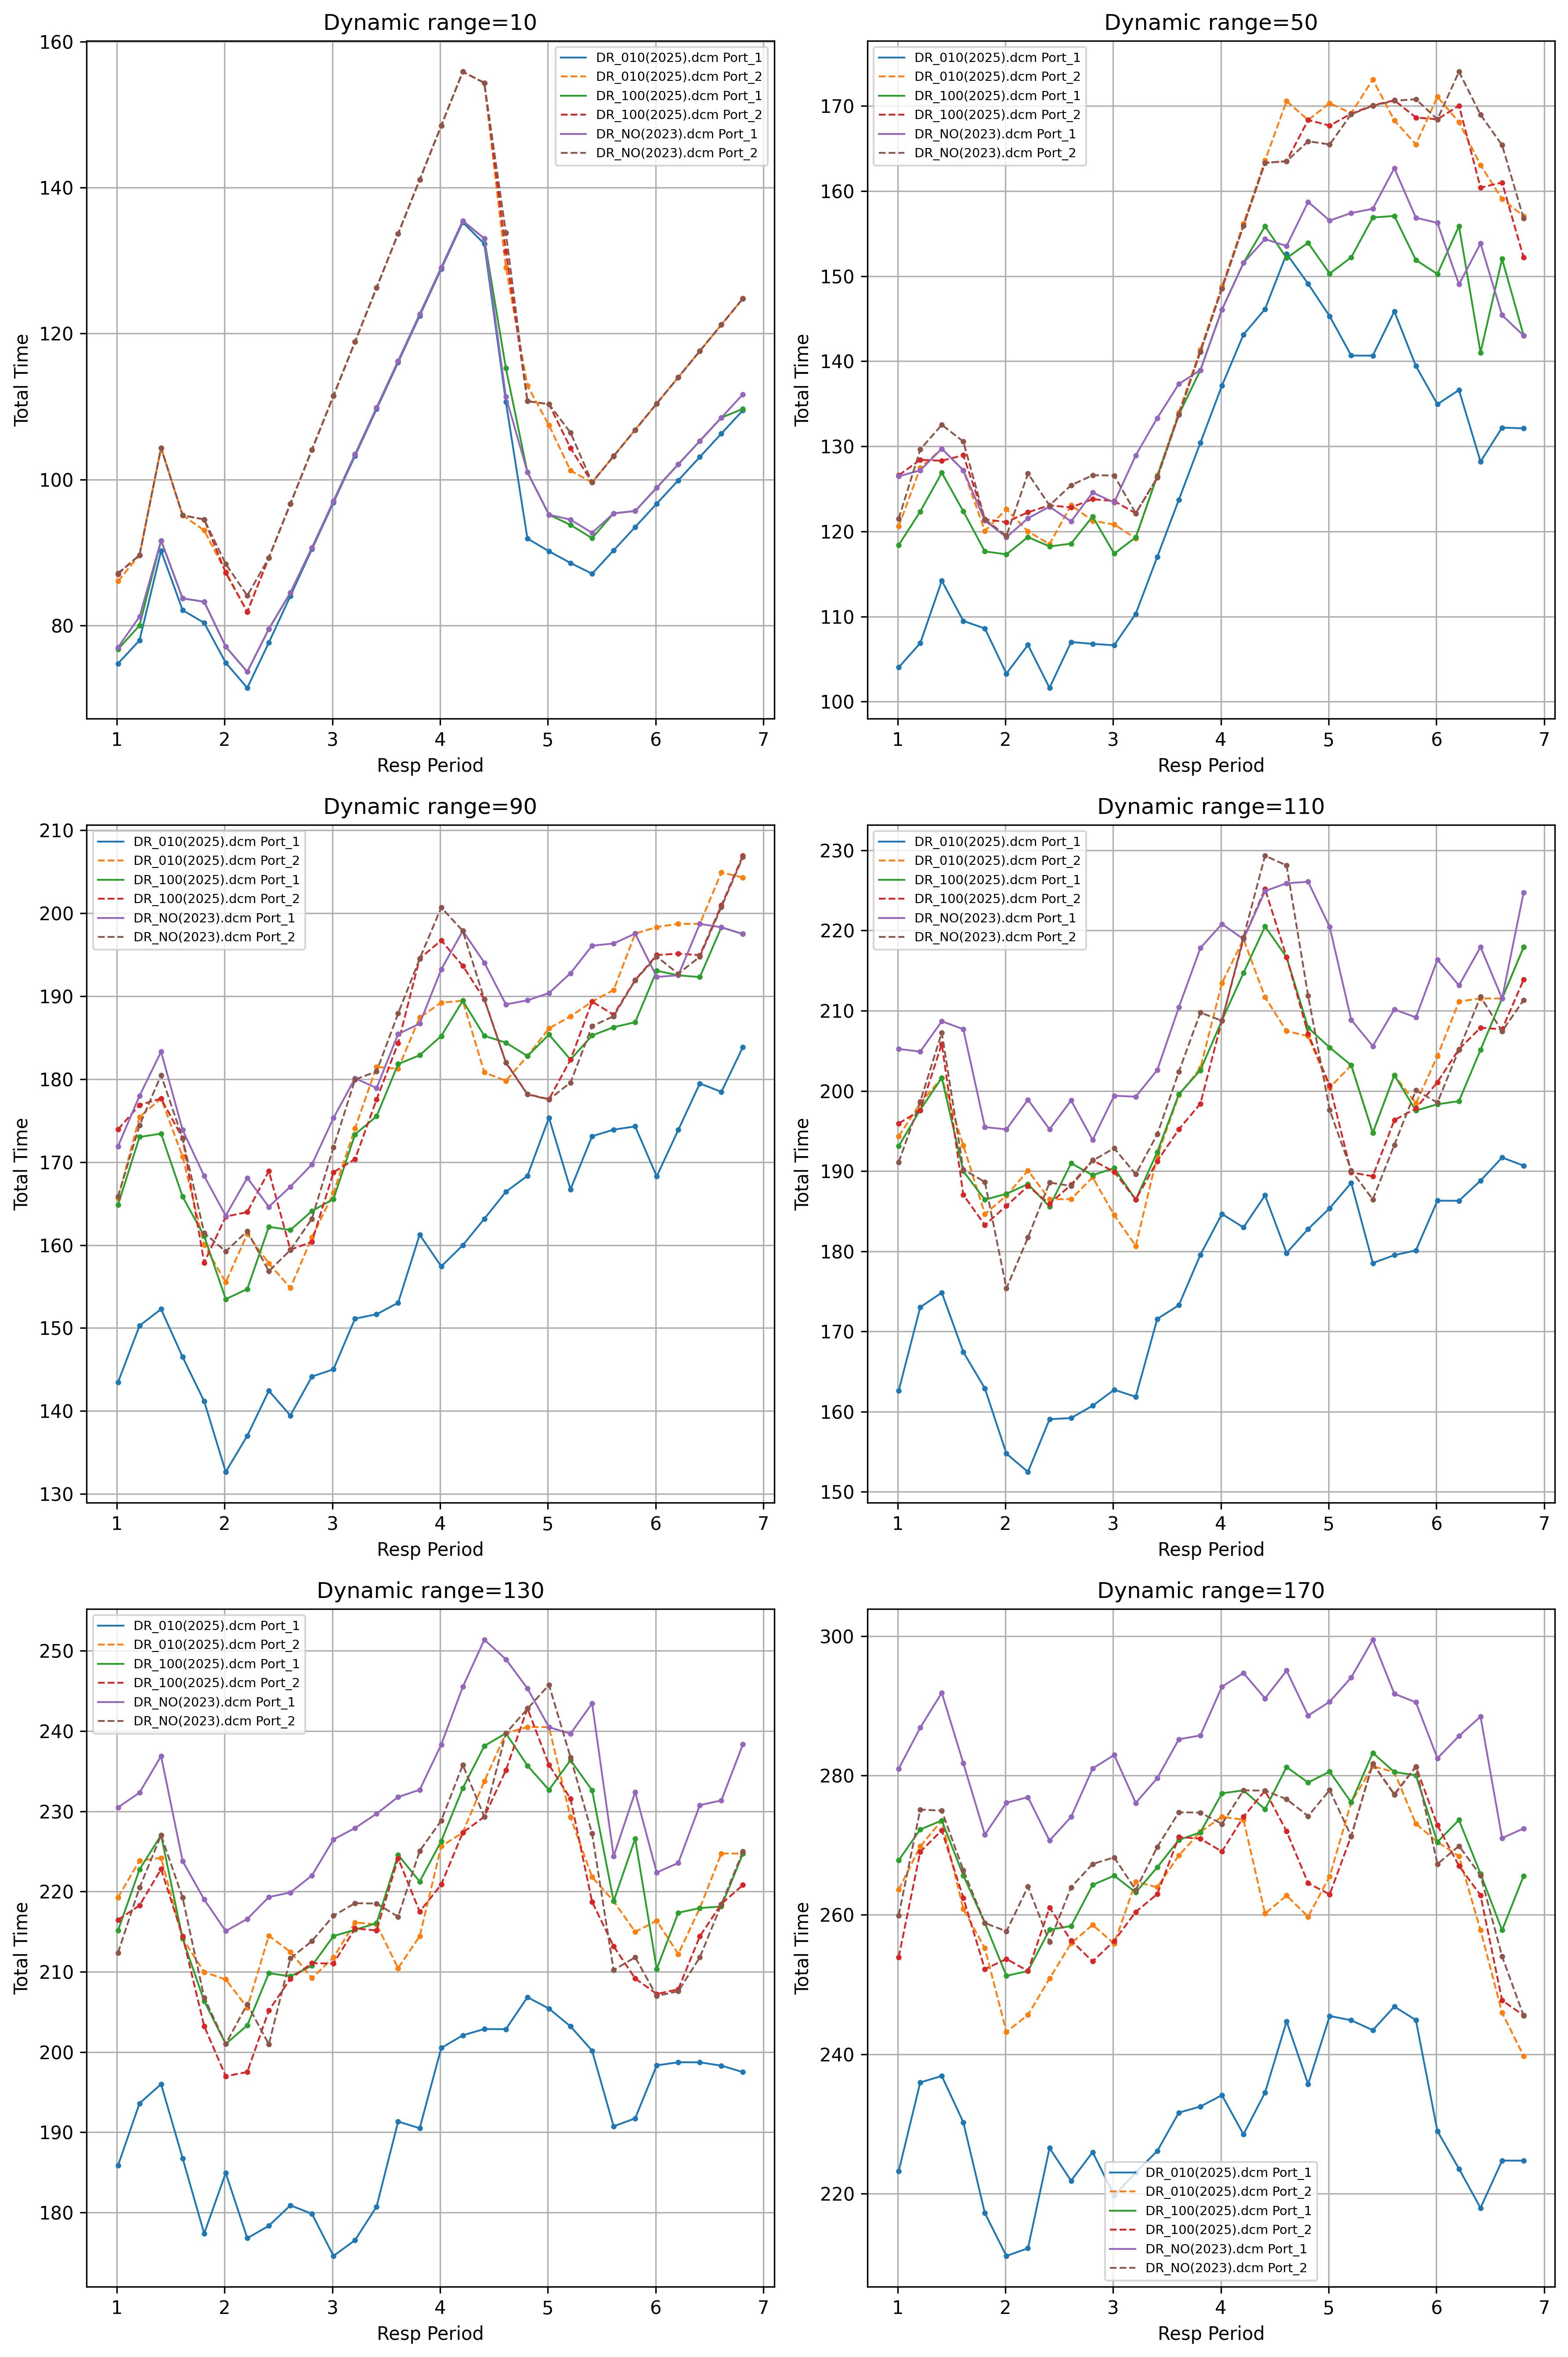 Dynamic range=10
160
140
120
100
80
Total Time
DR_010(2025).dcm Port_1
DR_010(2025).dcm Port_2
DR_100(2025).dcm Port_1
DR_100(2025).dcm Port_2
DR_NO(2023).dcm Port_1
DR_NO(2023).dcm Port_2
1 2 3 4 5 6 7
Resp Period
Dynamic range=50
170
160
150
140
130
120
110
100
Total Time
DR_010(2025).dcm Port_1
DR_010(2025).dcm Port_2
DR_100(2025).dcm Port_1
DR_100(2025).dcm Port_2
DR_NO(2023).dcm Port_1
DR_NO(2023).dcm Port_2
1 2 3 4 5 6 7
Resp Period
Dynamic range=90
210
200
190
180
170
160
150
140
130
Total Time
DR_010(2025).dcm Port_1
DR_010(2025).dcm Port_2
DR_100(2025).dcm Port_1
DR_100(2025).dcm Port_2
DR_NO(2023).dcm Port_1
DR_NO(2023).dcm Port_2
1 2 3 4 5 6 7
Resp Period
Dynamic range=110
230
220
210
200
190
180
170
160
150
Total Time
DR_010(2025).dcm Port_1
DR_010(2025).dcm Port_2
DR_100(2025).dcm Port_1
DR_100(2025).dcm Port_2
DR_NO(2023).dcm Port_1
DR_NO(2023).dcm Port_2
1 2 3 4 5 6 7
Resp Period
Dynamic range=130
250
240
230
220
210
200
190
180
Total Time
DR_010(2025).dcm Port_1
DR_010(2025).dcm Port_2
DR_100(2025).dcm Port_1
DR_100(2025).dcm Port_2
DR_NO(2023).dcm Port_1
DR_NO(2023).dcm Port_2
1 2 3 4 5 6 7
Resp Period
Dynamic range=170
300
280
260
240
220
Total Time
DR_010(2025).dcm Port_1
DR_010(2025).dcm Port_2
DR_100(2025).dcm Port_1
DR_100(2025).dcm Port_2
DR_NO(2023).dcm Port_1
DR_NO(2023).dcm Port_2
1 2 3 4 5 6 7
Resp Period